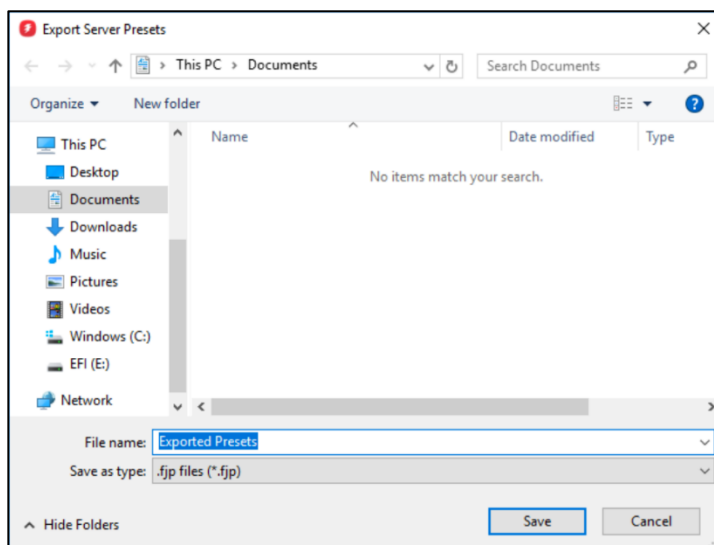 Export Server Presets
This PC > Documents
Search Documents
Organize
New folder
?
Name
Date modified
Type
No items match your search.
This PC
Desktop
Documents
Downloads
Music
Pictures
Videos
Windows (C:)
EFI (E:)
Network
File name: Exported Presets
Save as type: .fjp files (*.fjp)
Hide Folders
Save
Cancel